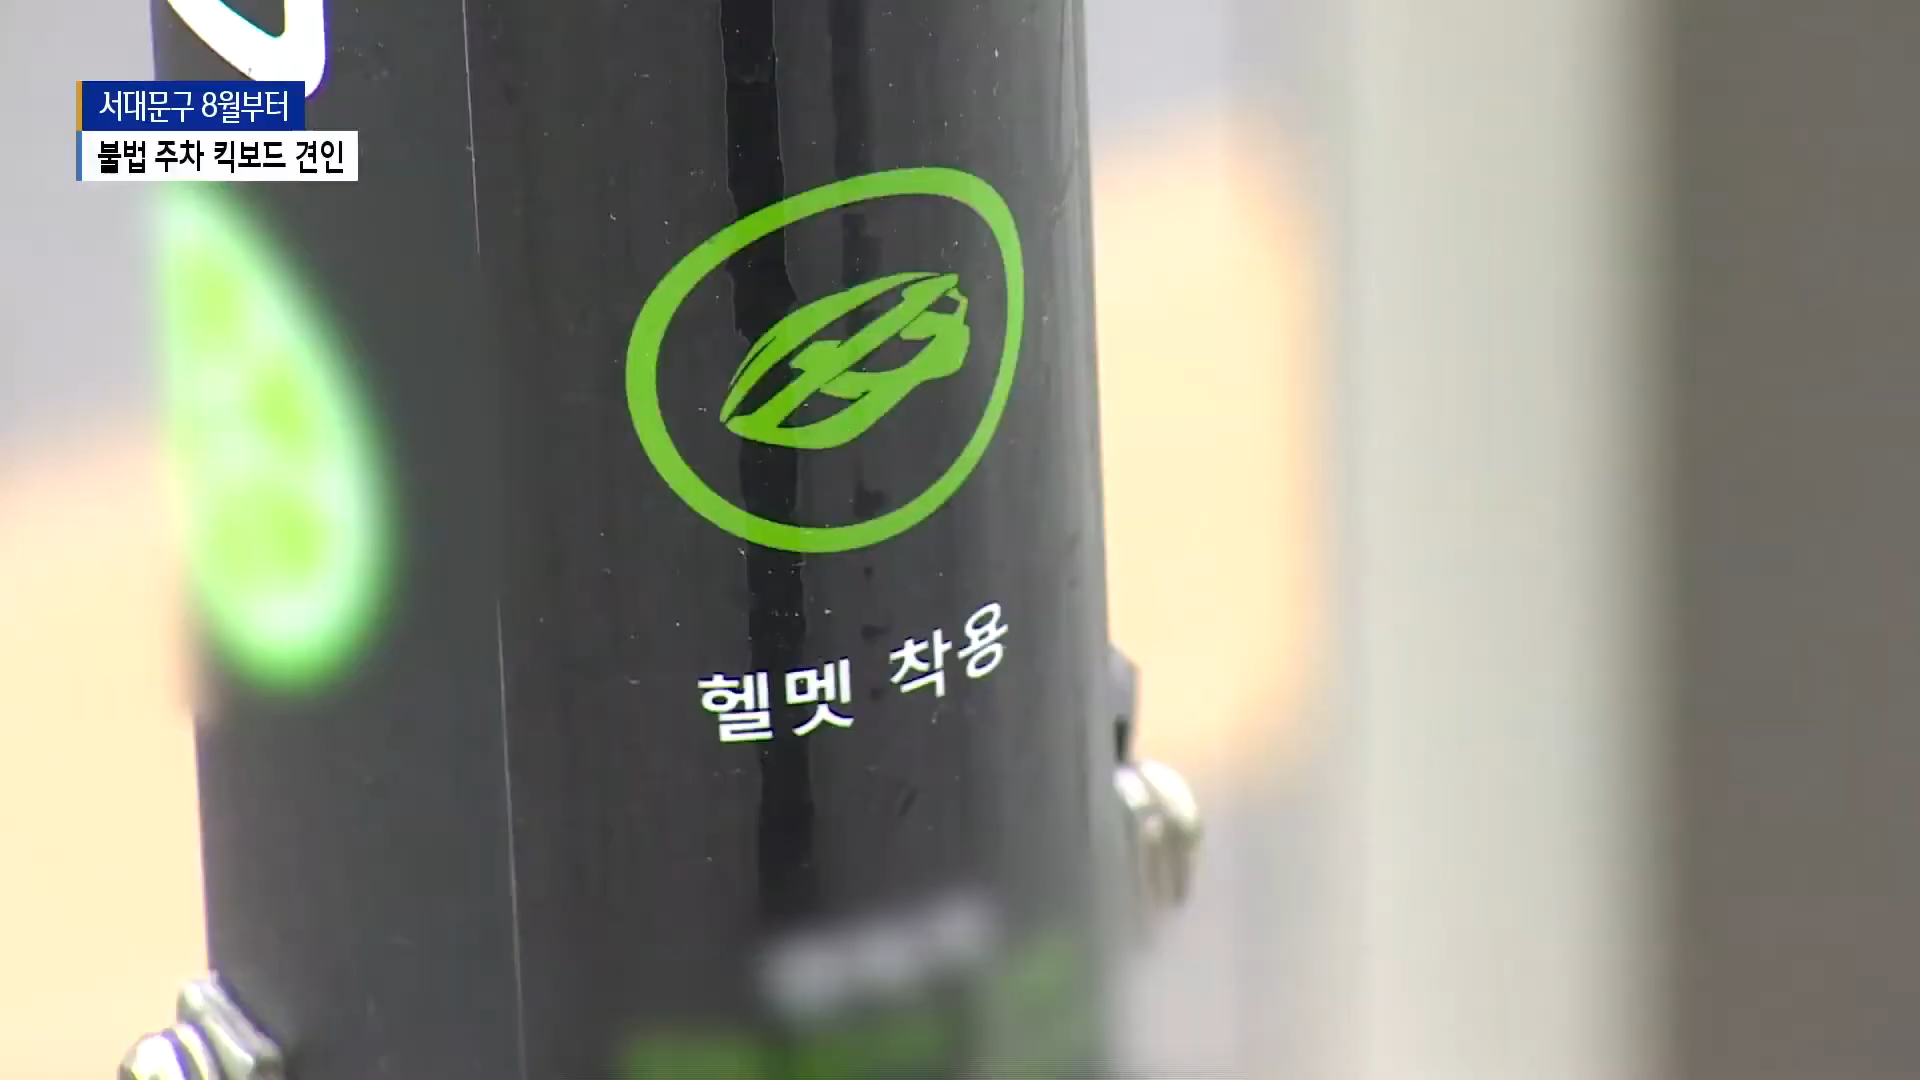 서대문구 8월부터
불법 주차 킥보드 견인
헬멧 착용